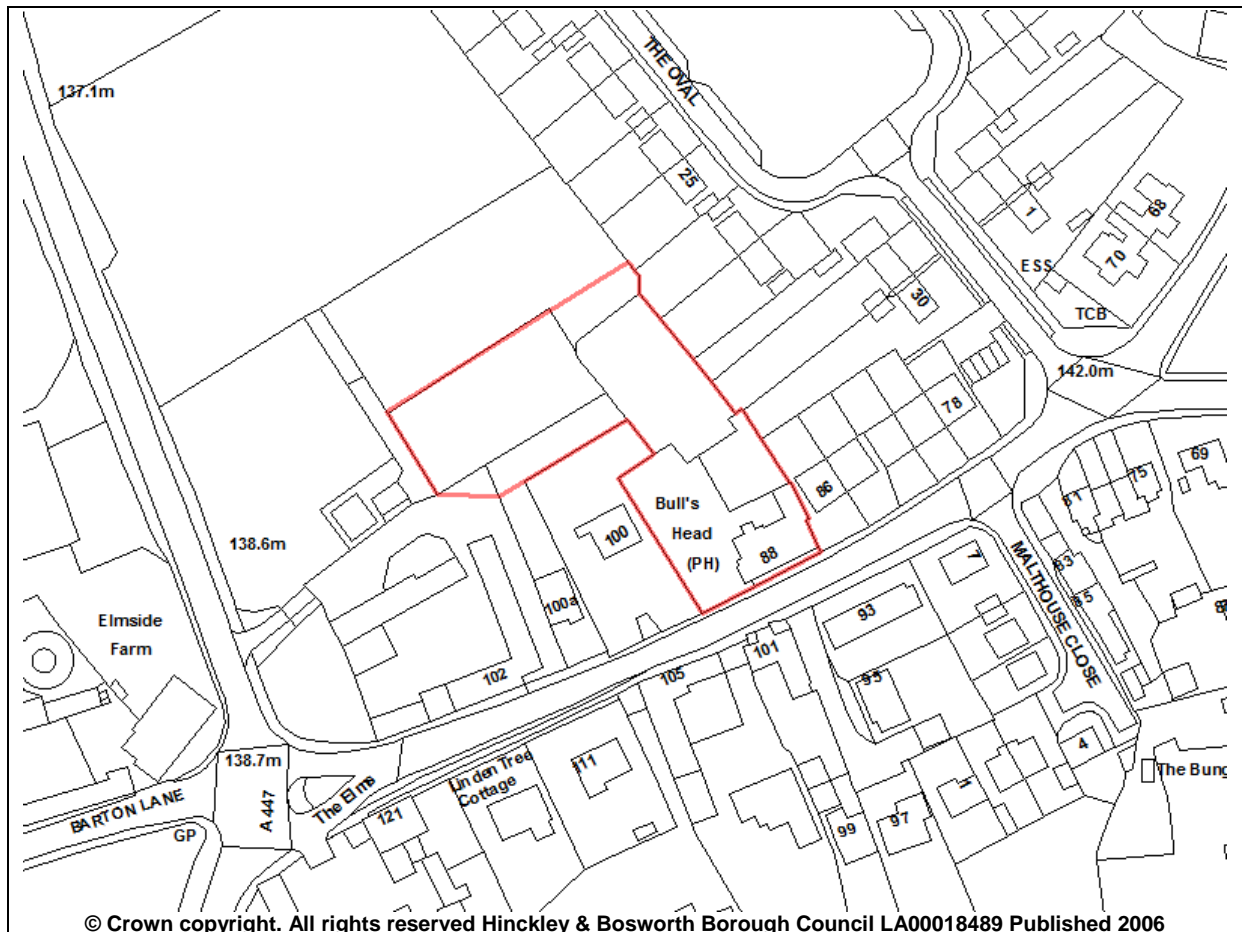 137.1m
THE OVAL
25
1
68
70
ESS
TCB
30
142.0m
78
86
69
75
81
Bull's
Head
(PH)
88
100
100a
138.6m
7
MALTHOUSE CLOSE
83
85
93
Elmside
Farm
102
101
105
95
4
The Bung
138.7m
A 447
The Elms
Linden Tree
Cottage
111
121
1
99
97
BARTON LANE
GP
© Crown copyright. All rights reserved Hinckley & Bosworth Borough Council LA00018489 Published 2006